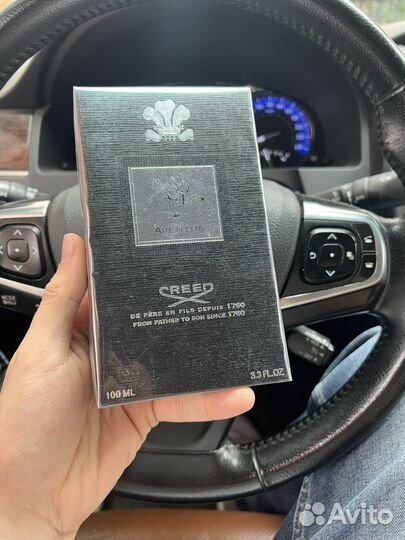 AVENTUS
CREED
DE PÈRE EN FILS DEPUIS 1760
FROM FATHER TO SON SINCE 1760
100 ML
3.3 FL.OZ
MODE
Avito